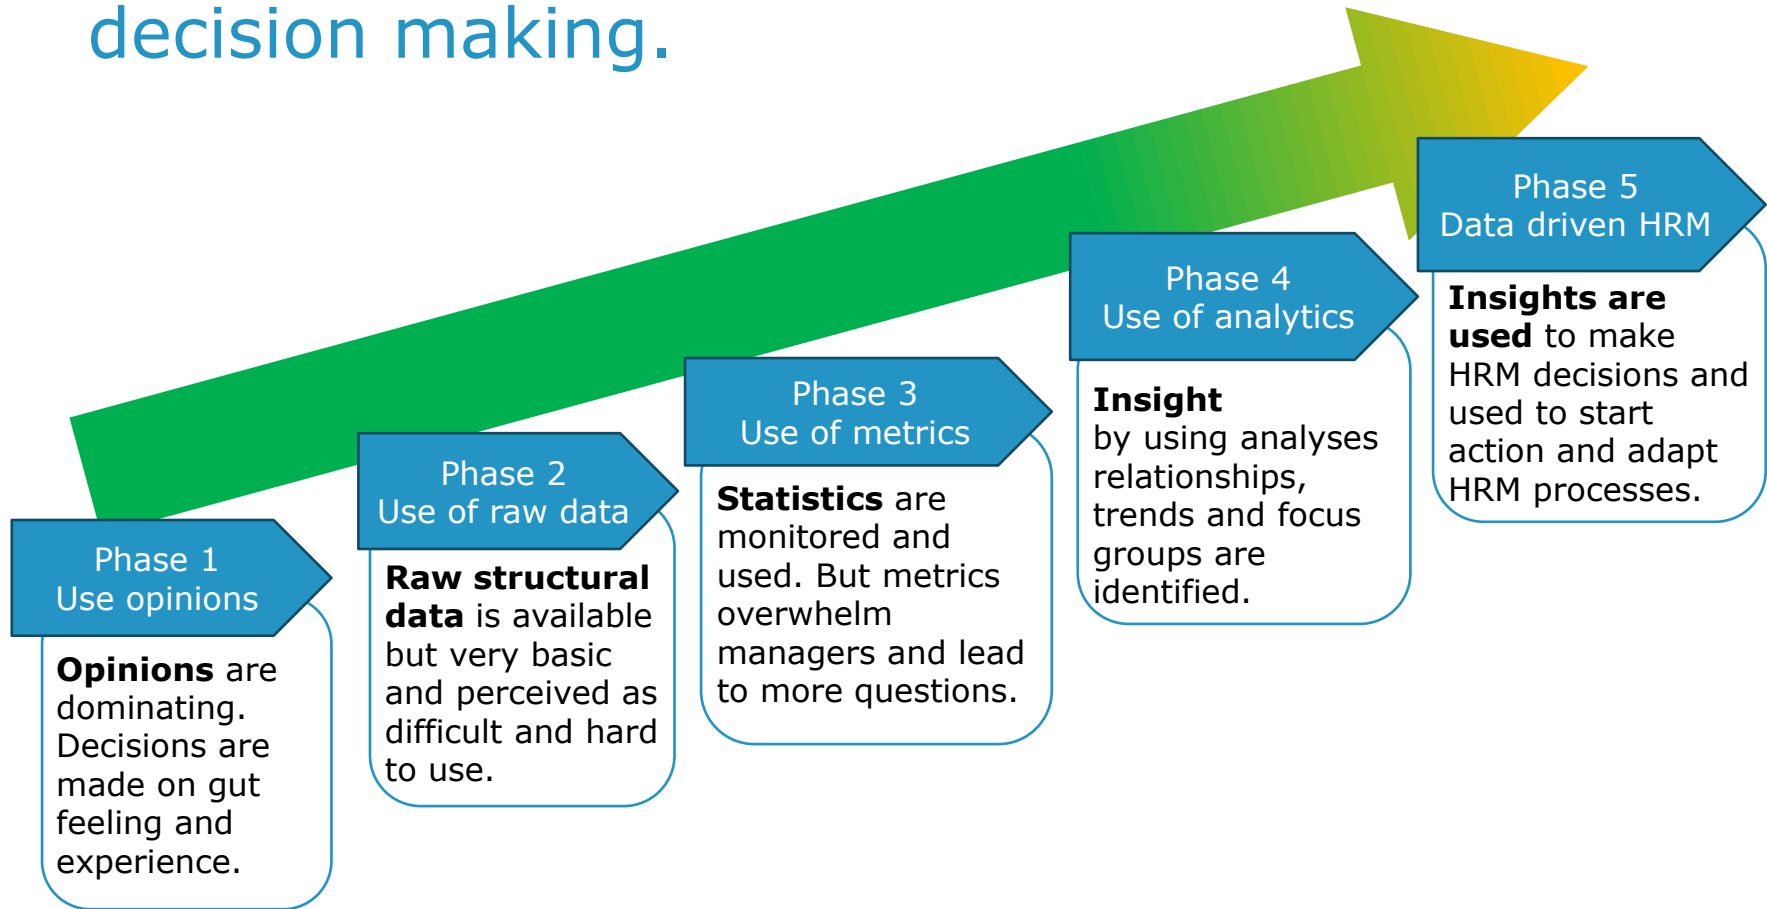 decision making.
Phase 1
Use opinions
Opinions are
dominating.
Decisions are
made on gut
feeling and
experience.
Phase 2
Use of raw data
Raw structural
data is available
but very basic
and perceived as
difficult and hard
to use.
Phase 3
Use of metrics
Statistics are
monitored and
used. But metrics
overwhelm
managers and lead
to more questions.
Phase 4
Use of analytics
Insight
by using analyses
relationships,
trends and focus
groups are
identified.
Phase 5
Data driven HRM
Insights are
used to make
HRM decisions and
used to start
action and adapt
HRM processes.